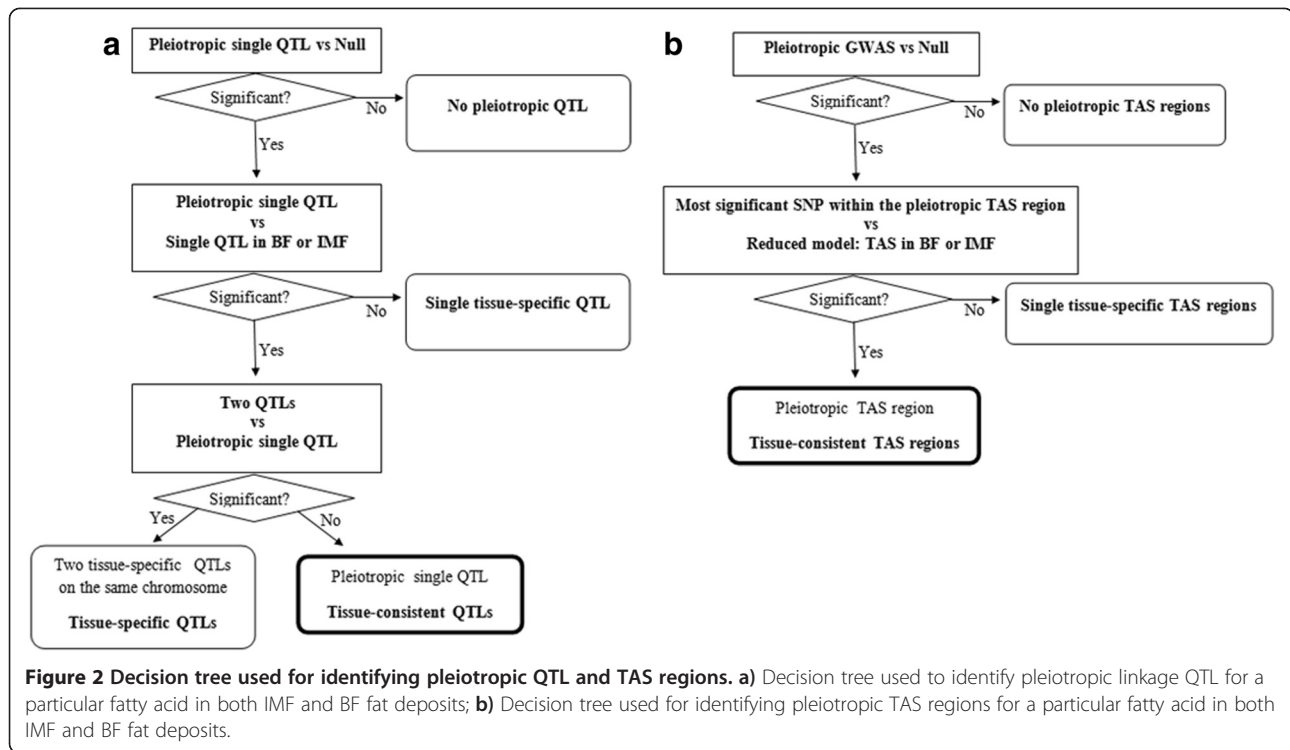 a
Pleiotropic single QTL vs Null
Significant?
No
No pleiotropic QTL
Yes
Pleiotropic single QTL
vs
Single QTL in BF or IMF
Significant?
No
Single tissue-specific QTL
Yes
Two QTLs
vs
Pleiotropic single QTL
Significant?
Yes
No
Two tissue-specific QTLs
on the same chromosome
Tissue-specific QTLs
Pleiotropic single QTL
Tissue-consistent QTLs
b
Pleiotropic GWAS vs Null
Significant?
No
No pleiotropic TAS regions
Yes
Most significant SNP within the pleiotropic TAS region
vs
Reduced model: TAS in BF or IMF
Significant?
No
Single tissue-specific TAS regions
Yes
Pleiotropic TAS region
Tissue-consistent TAS regions
Figure 2 Decision tree used for identifying pleiotropic QTL and TAS regions. a) Decision tree used to identify pleiotropic linkage QTL for a
particular fatty acid in both IMF and BF fat deposits; b) Decision tree used for identifying pleiotropic TAS regions for a particular fatty acid in both
IMF and BF fat deposits.